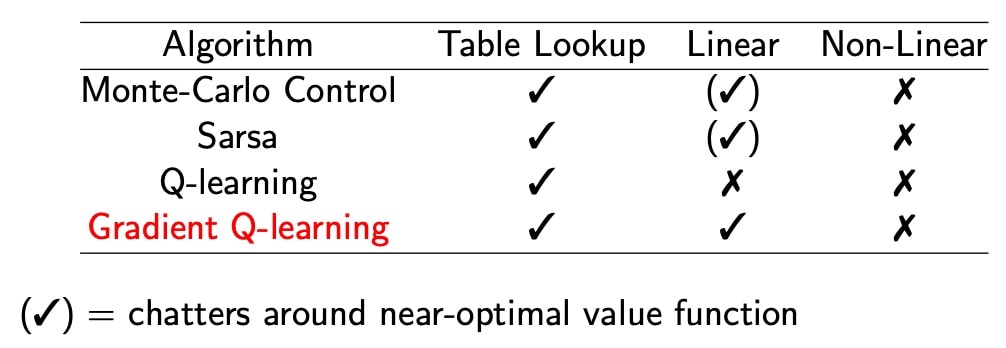 Algorithm Table Lookup Linear Non-Linear
Monte-Carlo Control ✓ (✓) ✗
Sarsa ✓ (✓) ✗
Q-learning ✓ ✗ ✗
Gradient Q-learning ✓ ✓ ✗
(✓) = chatters around near-optimal value function